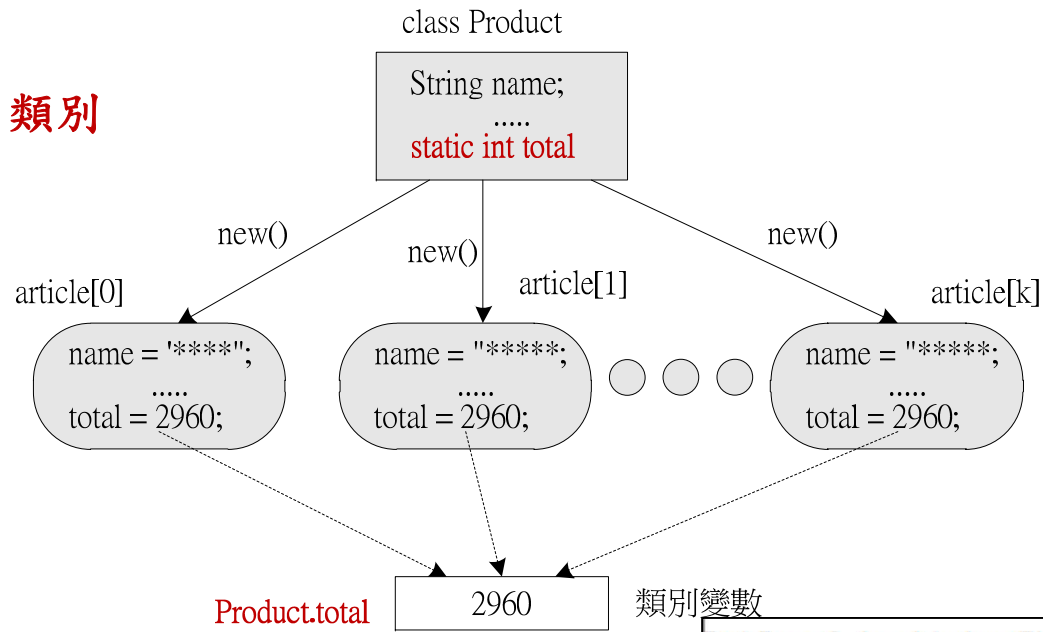 class Product
String name;
.....
static int total
類別
new()
new()
new()
article[0]
article[1]
article[k]
name = '****";
.....
total = 2960;
name = "*****;
.....
total = 2960;
name = "*****;
.....
total = 2960;
Product.total
2960
類別變數